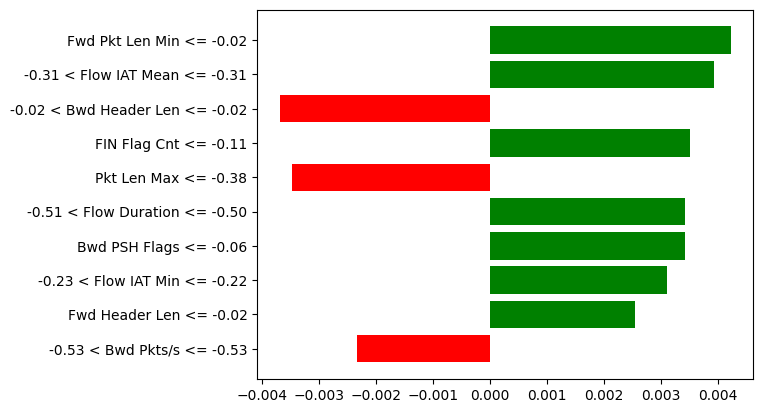 Fwd Pkt Len Min <= -0.02
-0.31 < Flow IAT Mean <= -0.31
-0.02 < Bwd Header Len <= -0.02
FIN Flag Cnt <= -0.11
Pkt Len Max <= -0.38
-0.51 < Flow Duration <= -0.50
Bwd PSH Flags <= -0.06
-0.23 < Flow IAT Min <= -0.22
Fwd Header Len <= -0.02
-0.53 < Bwd Pkts/s <= -0.53
−0.004 −0.003 −0.002 −0.001 0.000 0.001 0.002 0.003 0.004